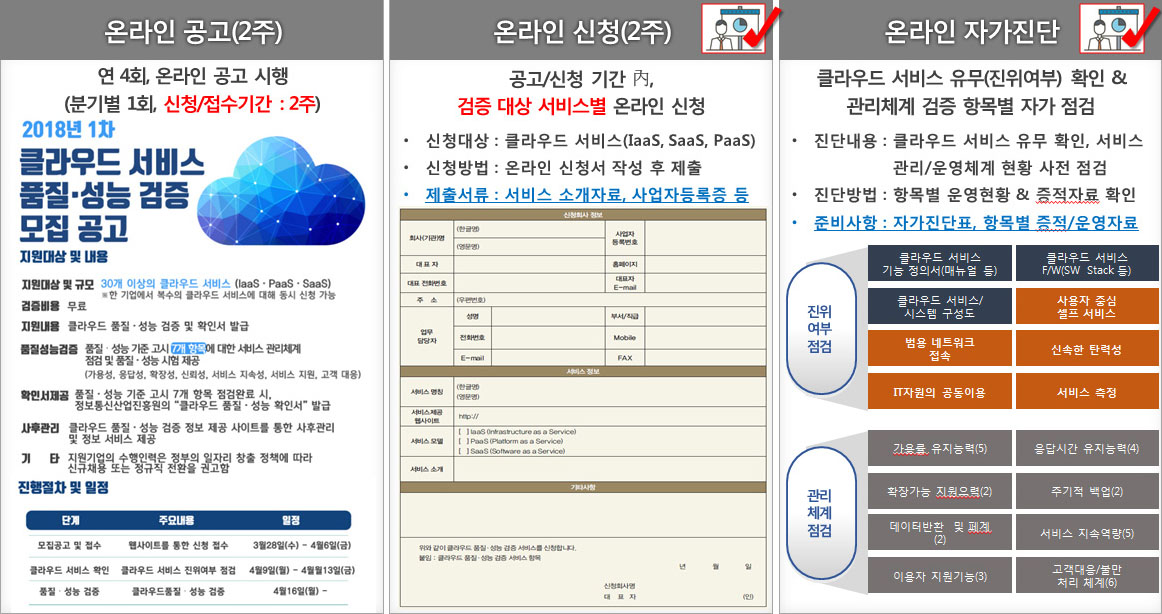 온라인 공고(2주)
연 4회, 온라인 공고 시행
(분기별 1회, 신청/접수기간 : 2주)
2018년 1차
클라우드 서비스
품질·성능 검증
모집 공고
지원대상 및 내용
지원대상 및 규모 30개 이상의 클라우드 서비스 (IaaS · PaaS · SaaS)
※한 기업에서 복수의 클라우드 서비스에 대해 동시 신청 가능
검증비용 무료
지원내용 클라우드 품질 · 성능 검증 및 확인서 발급
품질성능검증 품질 · 성능 기준 고시 7개 항목에 대한 서비스 관리체계
점검 및 품질 · 성능 시험 제공
(가용성, 응답성, 확장성, 신뢰성, 서비스 지속성, 서비스 지원, 고객 대응)
확인서제공 품질 · 성능 기준 고시 7개 항목 점검완료 시,
정보통신산업진흥원의 “클라우드 품질 · 성능 확인서” 발급
사후관리 클라우드 품질 · 성능 검증 정보 제공 사이트를 통한 사후관리
및 정보 서비스 제공
기 타 지원기업의 수행인력은 정부의 일자리 창출 정책에 따라
신규채용 또는 정규직 전환을 권고함
진행절차 및 일정
단계 주요내용 일정
모집공고 및 접수 웹사이트를 통한 신청 접수 3월28일(수) - 4월6일(금)
클라우드 서비스 확인 클라우드 서비스 진위여부 점검 4월9일(월) - 4월월13일(금)
품질 · 성능 검증 클라우드품질 · 성능 검증 4월16일(월) -
온라인 신청(2주)
공고/신청 기간 內,
검증 대상 서비스별 온라인 신청
• 신청대상 : 클라우드 서비스(IaaS, SaaS, PaaS)
• 신청방법 : 온라인 신청서 작성 후 제출
• 제출서류 : 서비스 소개자료, 사업자등록증 등
신청회사 정보
회사(기관)명 (한글명) 사업자
등록번호
(영문명)
대 표 자 홈페이지
대표 전화번호 대표자
E-mail
주 소 (우편번호)
업무
담당자
성명 부서/직급
전화번호 Mobile
E-mail FAX
서비스 정보
서비스 명칭 (한글명)
(영문명)
서비스제공
웹사이트 http://
서비스 모델
[ ] IaaS (Infrastructure as a Service)
[ ] PaaS (Platform as a Service)
[ ] SaaS (Software as a Service)
서비스 소개
기타사항
위와 같이 클라우드 품질 · 성능 검증 서비스를 신청합니다.
붙임 : 클라우드 품질 · 성능 검증 서비스 항목
년 월 일
신청회사명
대 표 자 (인)
온라인 자가진단
클라우드 서비스 유무(진위여부) 확인 &
관리체계 검증 항목별 자가 점검
• 진단내용 : 클라우드 서비스 유무 확인, 서비스
관리/운영체계 현황 사전 점검
• 진단방법 : 항목별 운영현황 & 증적자료 확인
• 준비사항 : 자가진단표, 항목별 증적/운영자료
진위
여부
점검
클라우드 서비스
기능 정의서(매뉴얼 등)
클라우드 서비스
F/W(SW Stack 등)
클라우드 서비스/
시스템 구성도
사용자 중심
셀프 서비스
범용 네트워크
접속
신속한 탄력성
IT자원의 공동이용
서비스 측정
관리
체계
점검
가용률 유지능력(5)
응답시간 유지능력(4)
확장가능 지원요력(2)
주기적 백업(2)
데이터반환 및 폐계
(2)
서비스 지속역량(5)
이용자 지원기능(3)
고객대응/불만
처리 체계(6)